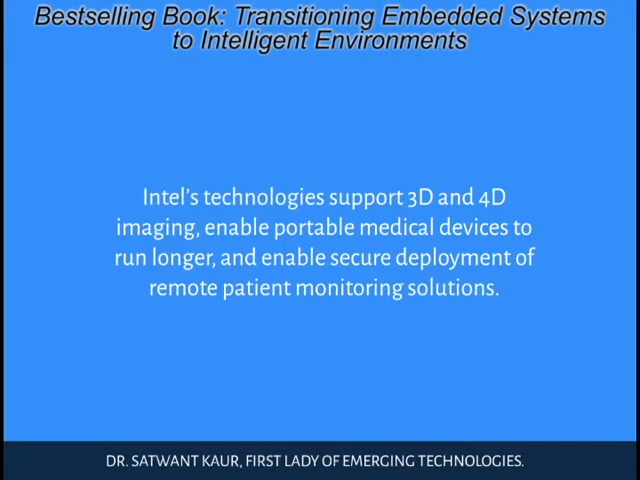 Bestselling Book: Transitioning Embedded Systems
to Intelligent Environments
Intel's technologies support 3D and 4D
imaging, enable portable medical devices to
run longer, and enable secure deployment of
remote patient monitoring solutions.
DR. SATWANT KAUR, FIRST LADY OF EMERGING TECHNOLOGIES.